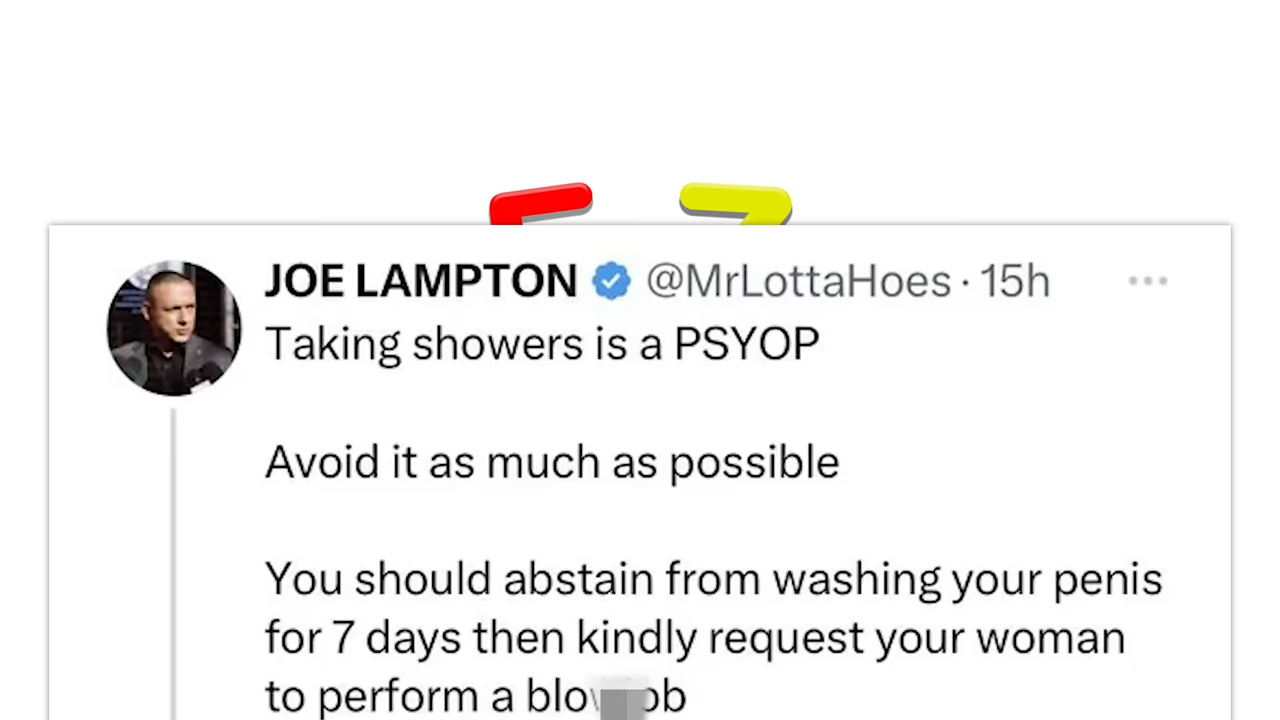 JOE LAMPTON @MrLottaHoes · 15h
Taking showers is a PSYOP
Avoid it as much as possible
You should abstain from washing your penis
for 7 days then kindly request your woman
to perform a